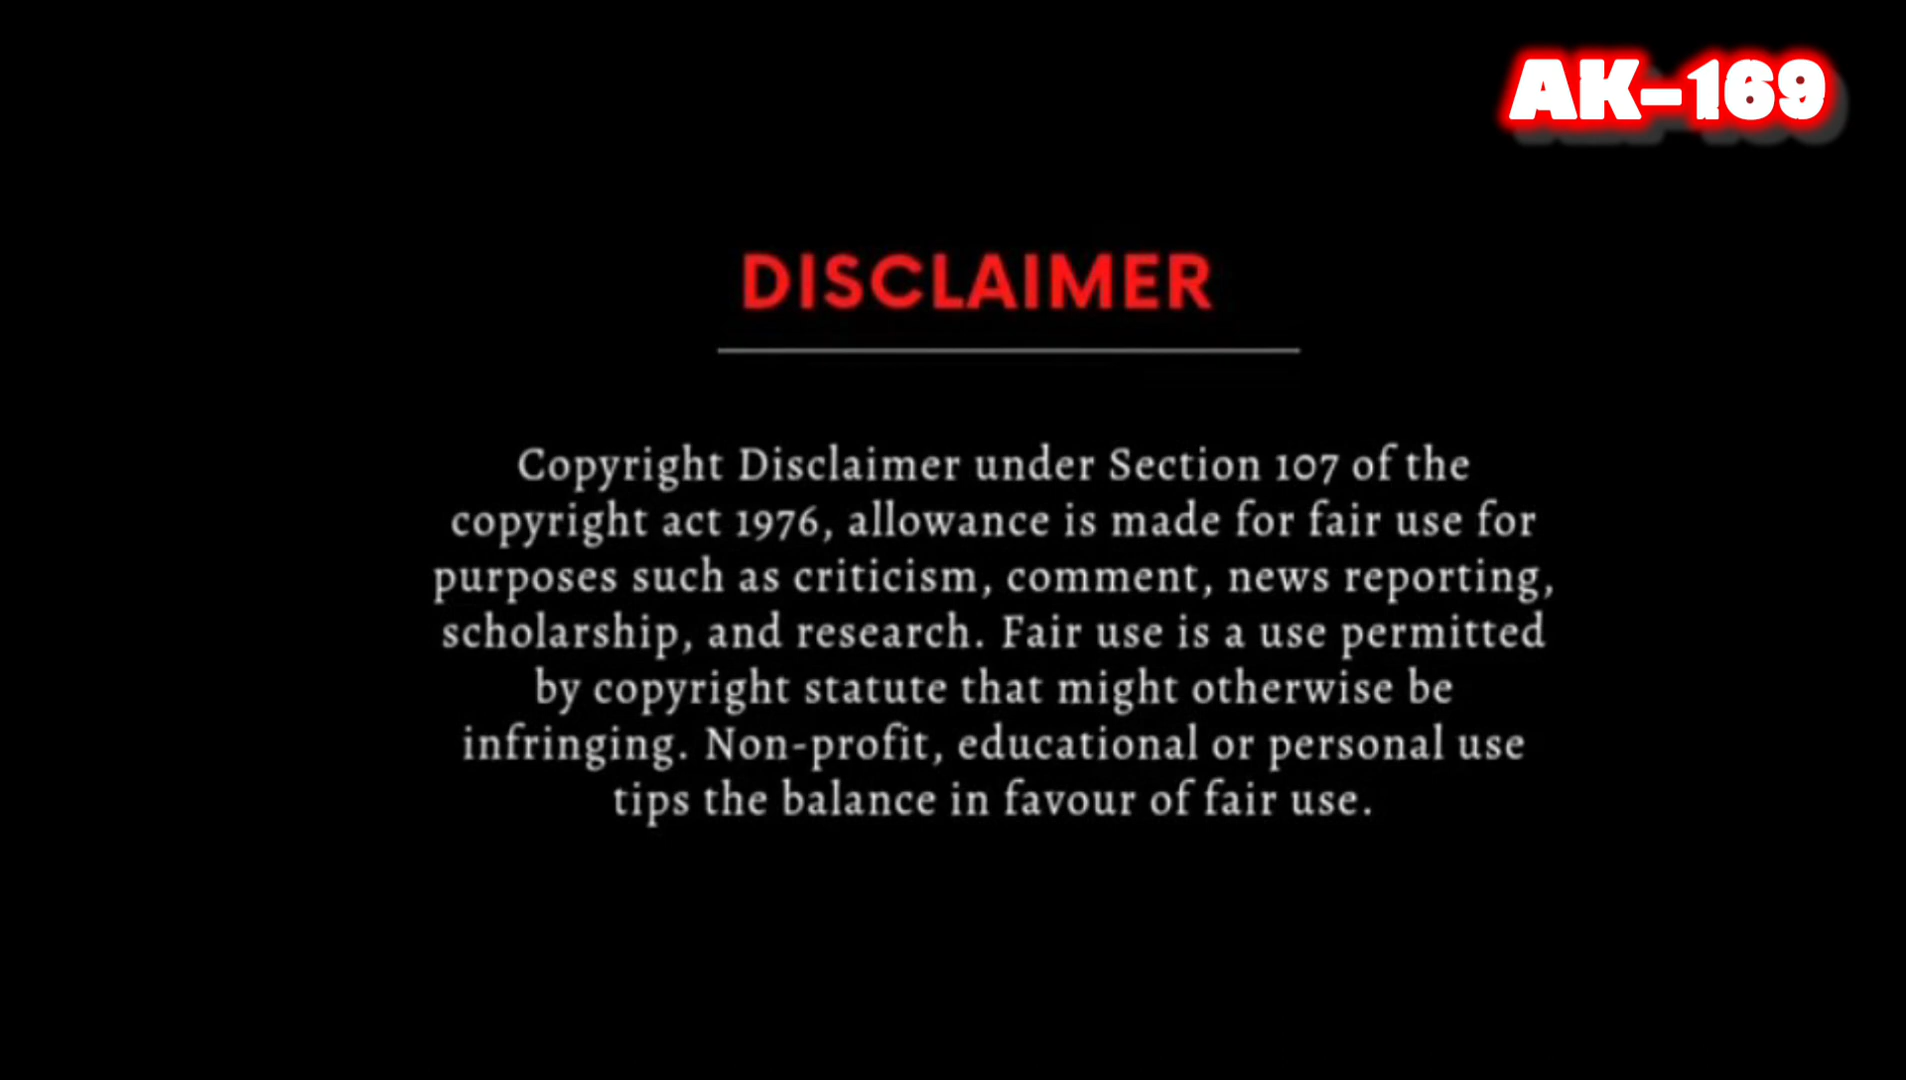 AK-169
DISCLAIMER
Copyright Disclaimer under Section 107 of the
copyright act 1976, allowance is made for fair use for
purposes such as criticism, comment, news reporting,
scholarship, and research. Fair use is a use permitted
by copyright statute that might otherwise be
infringing. Non-profit, educational or personal use
tips the balance in favour of fair use.